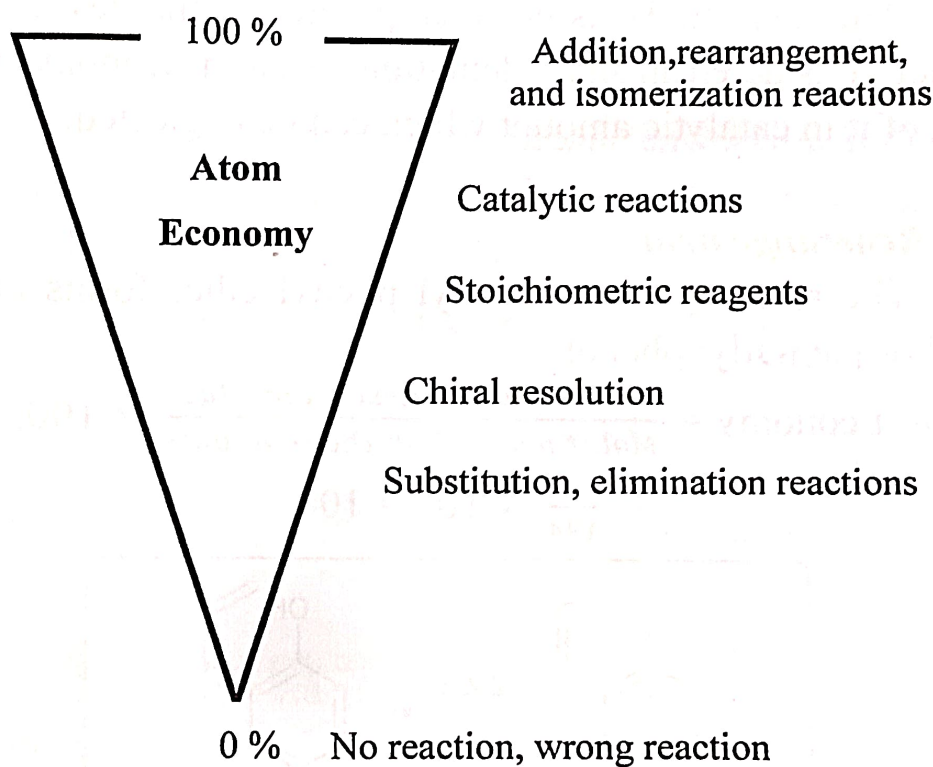 100 %
Addition,rearrangement,
and isomerization reactions
Atom
Economy
Catalytic reactions
Stoichiometric reagents
Chiral resolution
Substitution, elimination reactions
0 % No reaction, wrong reaction